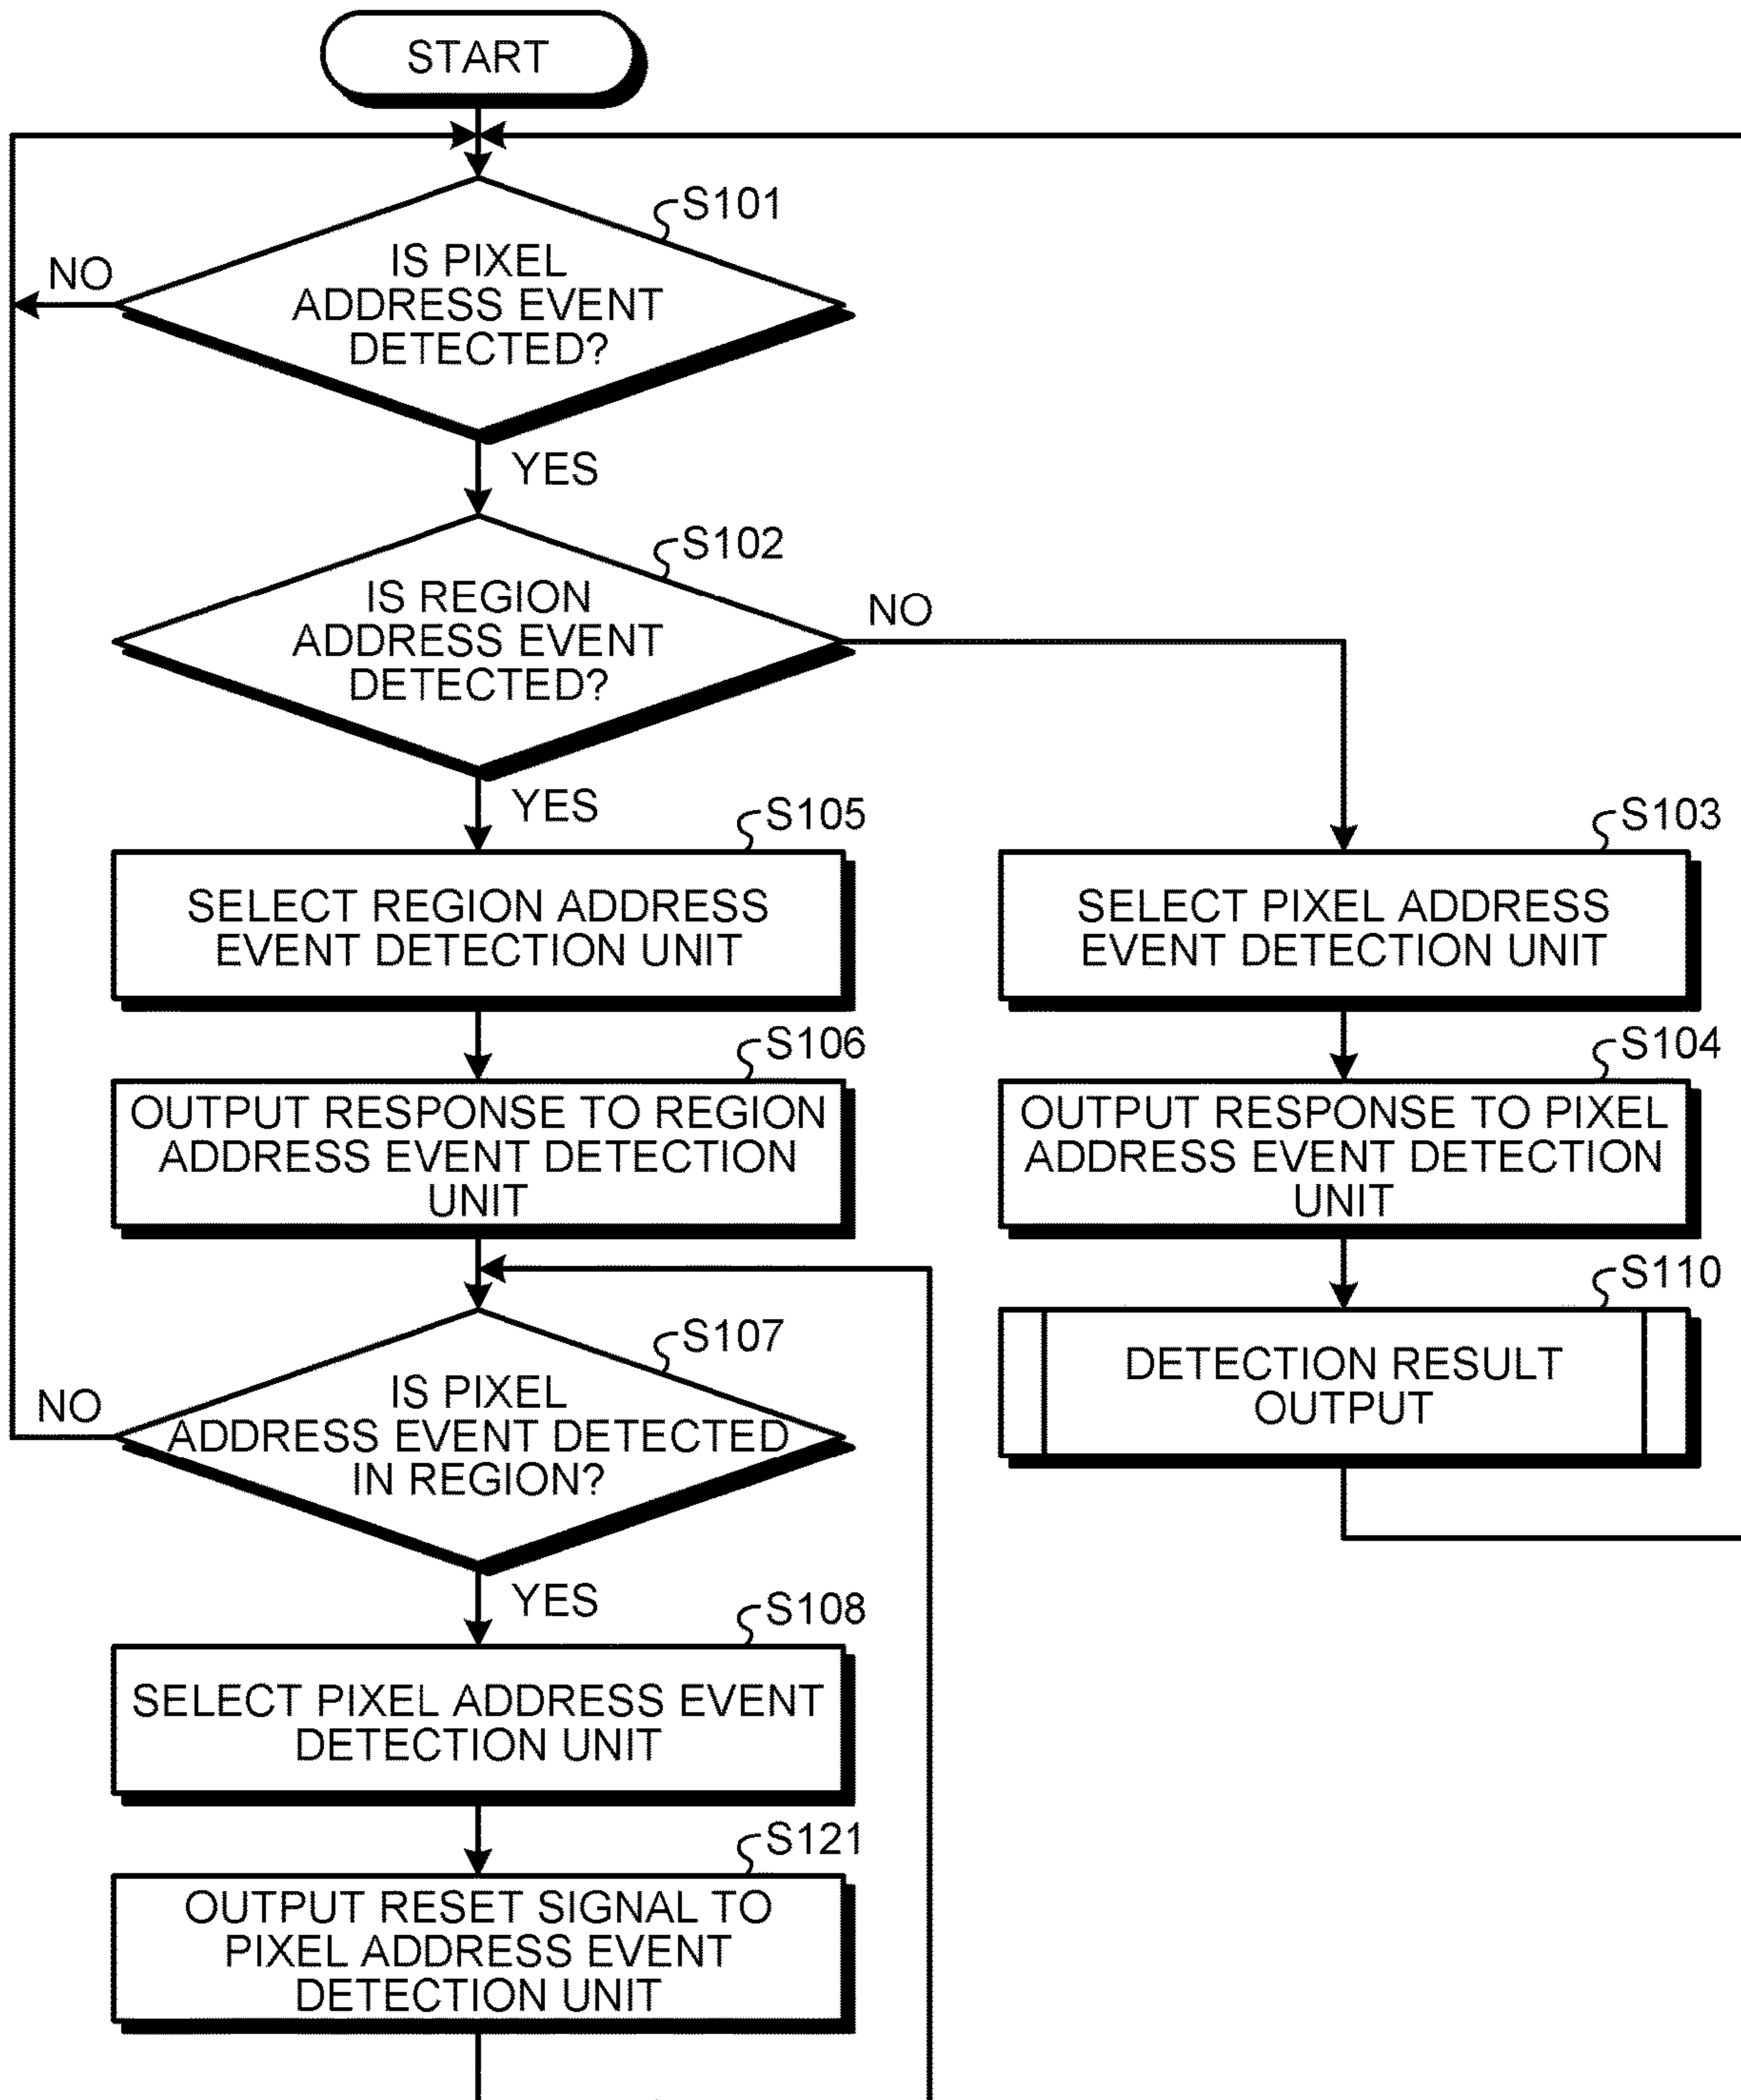 START
S101
IS PIXEL
ADDRESS EVENT
DETECTED?
NO
YES
S102
IS REGION
ADDRESS EVENT
DETECTED?
NO
YES
S105
SELECT REGION ADDRESS
EVENT DETECTION UNIT
S103
SELECT PIXEL ADDRESS
EVENT DETECTION UNIT
S106
OUTPUT RESPONSE TO REGION
ADDRESS EVENT DETECTION
UNIT
S104
OUTPUT RESPONSE TO PIXEL
ADDRESS EVENT DETECTION
UNIT
S110
DETECTION RESULT
OUTPUT
S107
IS PIXEL
ADDRESS EVENT DETECTED
IN REGION?
NO
YES
S108
SELECT PIXEL ADDRESS EVENT
DETECTION UNIT
S121
OUTPUT RESET SIGNAL TO
PIXEL ADDRESS EVENT
DETECTION UNIT